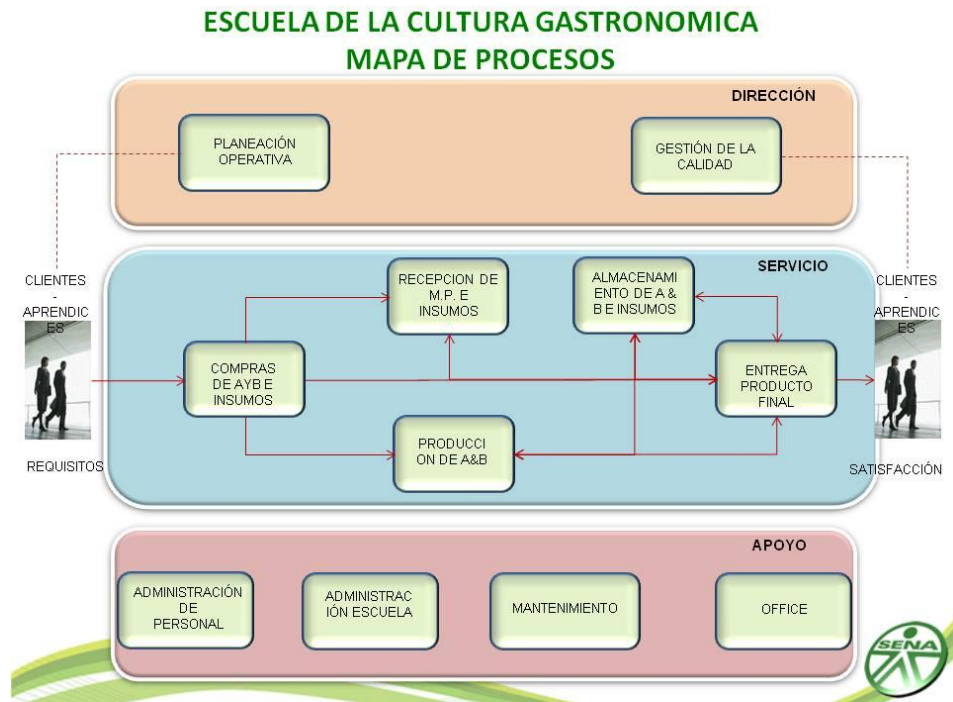 ESCUELA DE LA CULTURA GASTRONOMICA
MAPA DE PROCESOS
DIRECCIÓN
PLANEACIÓN
OPERATIVA
GESTIÓN DE LA
CALIDAD
SERVICIO
CLIENTES
-
APRENDIC
ES
RECEPCION DE
M.P. E
INSUMOS
ALMACENAMI
ENTO DE A &
B E INSUMOS
CLIENTES
-
APRENDIC
ES
COMPRAS
DE AYB E
INSUMOS
ENTREGA
PRODUCTO
FINAL
PRODUCC
ION DE A&B
REQUISITOS
SATISFACCIÓN
APOYO
ADMINISTRACIÓN
DE
PERSONAL
ADMINISTRAC
IÓN ESCUELA
MANTENIMIENTO
OFFICE
SENA